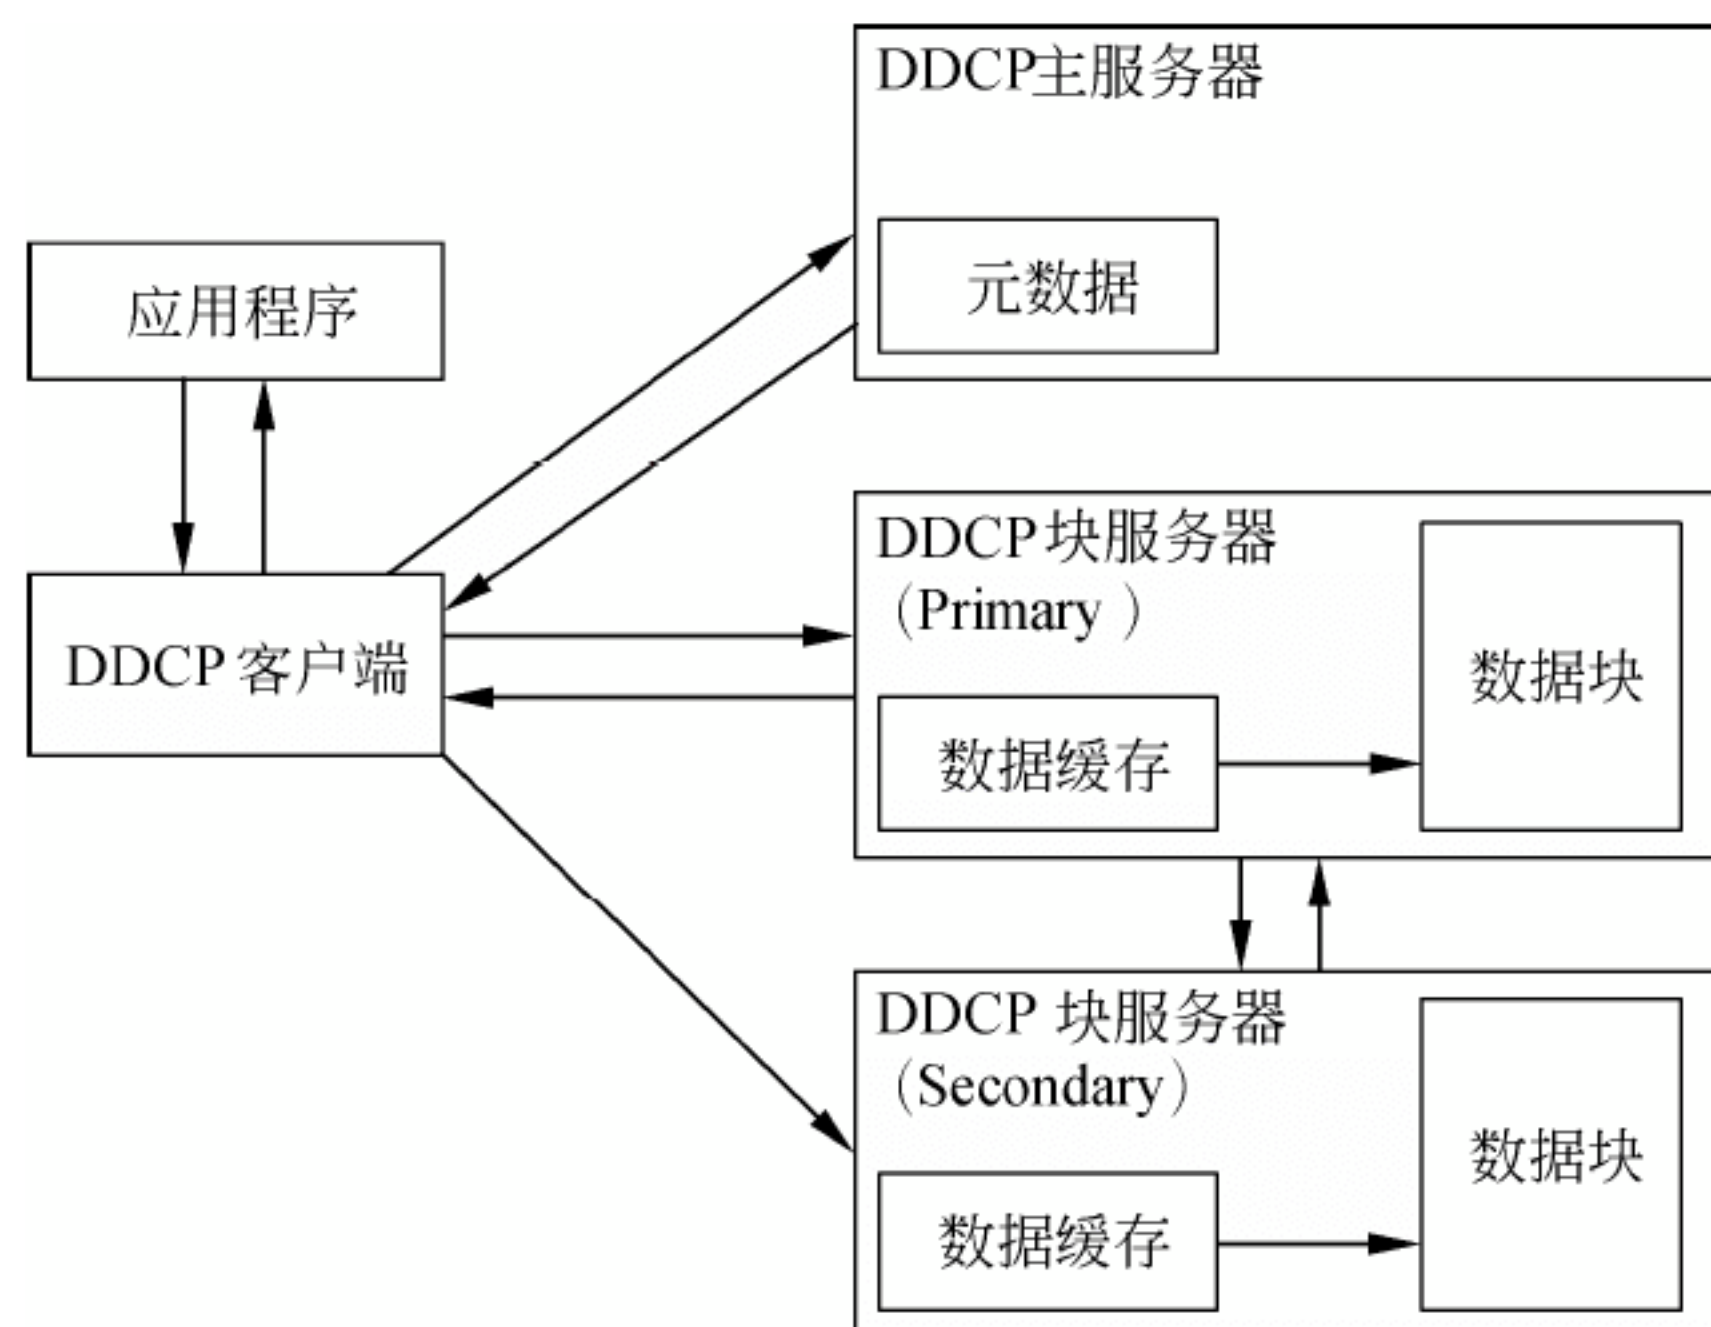 DDCP主服务器
元数据
应用程序
DDCP 客户端
DDCP 块服务器
（Primary ）
数据块
数据缓存
DDCP 块服务器
（Secondary）
数据块
数据缓存